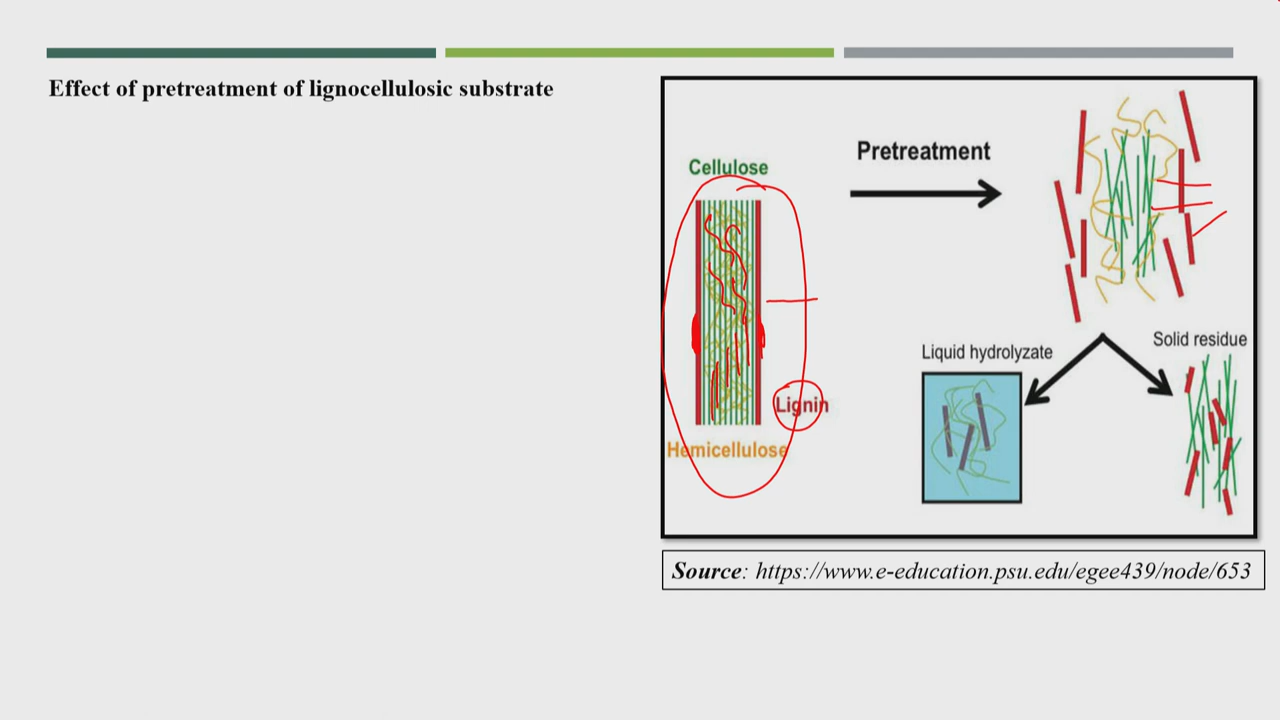 Effect of pretreatment of lignocellulosic substrate
Pretreatment
Cellulose
Lignin
Hemicellulose
Liquid hydrolyzate
Solid residue
Source: https://www.e-education.psu.edu/egee439/node/653